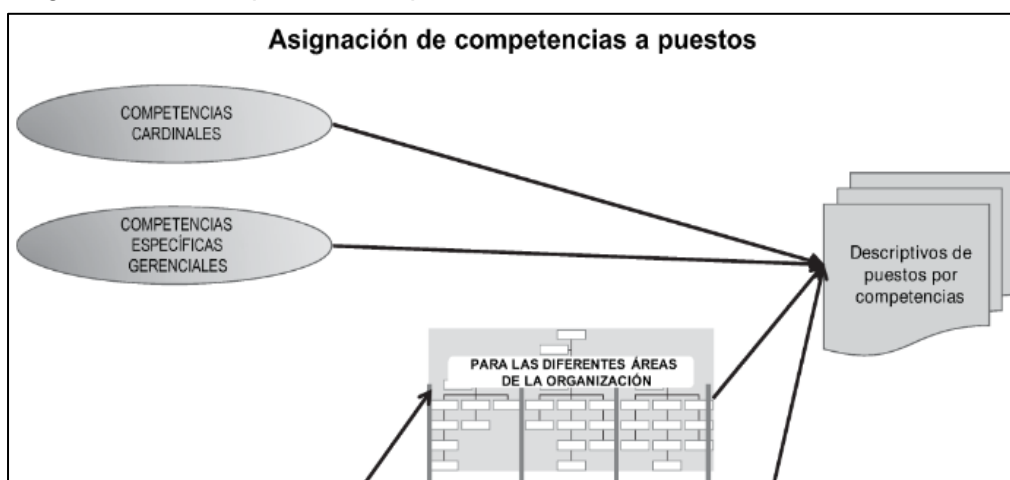 Asignación de competencias a puestos
COMPETENCIAS
CARDINALES
COMPETENCIAS
ESPECÍFICAS
GERENCIALES
Descriptivos de
puestos por
competencias
PARA LAS DIFERENTES ÁREAS
DE LA ORGANIZACIÓN